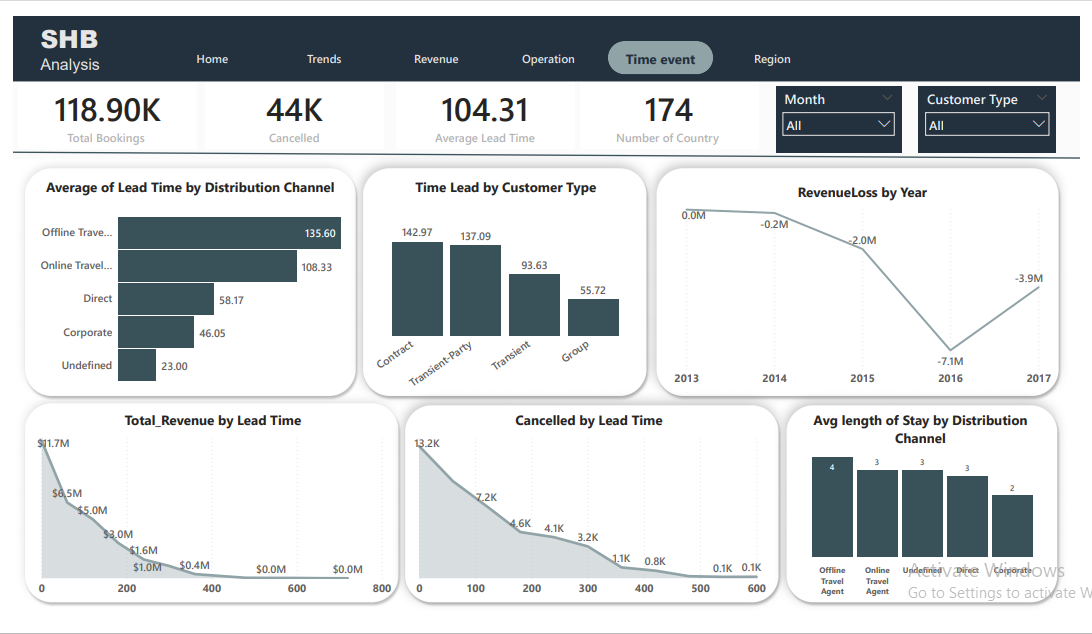 SHB
Analysis
Home
Trends
Revenue
Operation
Time event
Region
118.90K
Total Bookings
44K
Cancelled
104.31
Average Lead Time
174
Number of Country
Month
All
Customer Type
All
Average of Lead Time by Distribution Channel
Offline Trave... 135.60
Online Travel... 108.33
Direct 58.17
Corporate 46.05
Undefined 23.00
Time Lead by Customer Type
142.97
137.09
93.63
55.72
Contract
Transient-Party
Transient
Group
RevenueLoss by Year
0.0M
-0.2M
-2.0M
-7.1M
-3.9M
2013 2014 2015 2016 2017
Total_Revenue by Lead Time
$11.7M
$6.5M
$5.0M
$3.0M
$1.6M
$1.0M
$0.4M
$0.0M
$0.0M
0 200 400 600 800
Cancelled by Lead Time
13.2K
7.2K
4.6K
4.1K
3.2K
1.1K
0.8K
0.1K
0.1K
0 100 200 300 400 500 600
Avg length of Stay by Distribution
Channel
4 3 3 3 2
Offline
Travel
Agent
Online
Travel
Agent
Undefined
Direct
Corporate
Activate Windows
Go to Settings to activate W